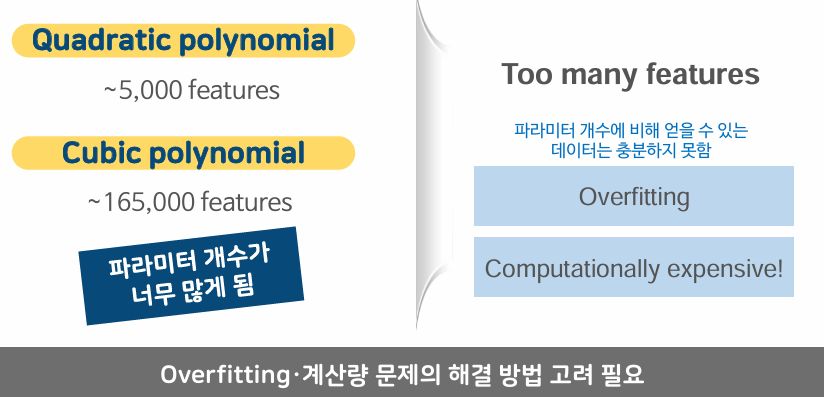 Quadratic polynomial
~5,000 features
Cubic polynomial
~165,000 features
파라미터 개수가
너무 많게 됨
Too many features
파라미터 개수에 비해 얻을 수 있는
데이터는 충분하지 못함
Overfitting
Computationally expensive!
Overfitting·계산량 문제의 해결 방법 고려 필요